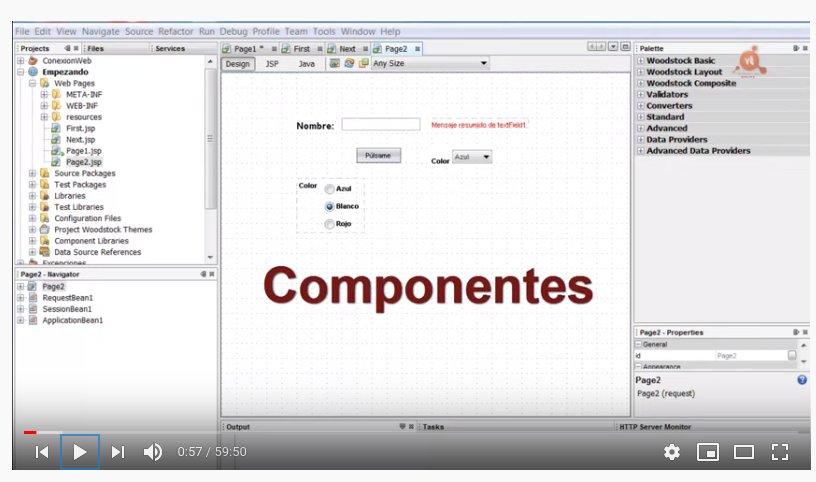 File Edit View Navigate Source Refactor Run Debug Profile Team Tools Window Help
Projects Files Services
ConexionWeb
Empezando
Web Pages
META-INF
WEB-INF
resources
First.jsp
Next.jsp
Page1.jsp
Page2.jsp
Source Packages
Test Packages
Libraries
Test Libraries
Configuration Files
Project Woodstock Themes
Component Libraries
Data Source References
Excepciones
Page2 - Navigator
Page2
RequestBean1
SessionBean1
ApplicationBean1
Page1 * First Next Page2
Design JSP Java Any Size
Nombre: Mensaje resumido de textField1
Púlsame Color Azul
Color Azul
Blanco
Rojo
Componentes
Output Tasks HTTP Server Monitor
Palette
Woodstock Basic
Woodstock Layout
Woodstock Composite
Validators
Converters
Standard
Advanced
Data Providers
Advanced Data Providers
Page2 - Properties
General
id Page2
Appearance
Page2
Page2 (request)
0:57 / 59:50